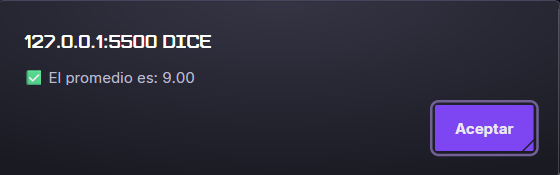 127.0.0.1:5500 DICE
✅ El promedio es: 9.00
Aceptar